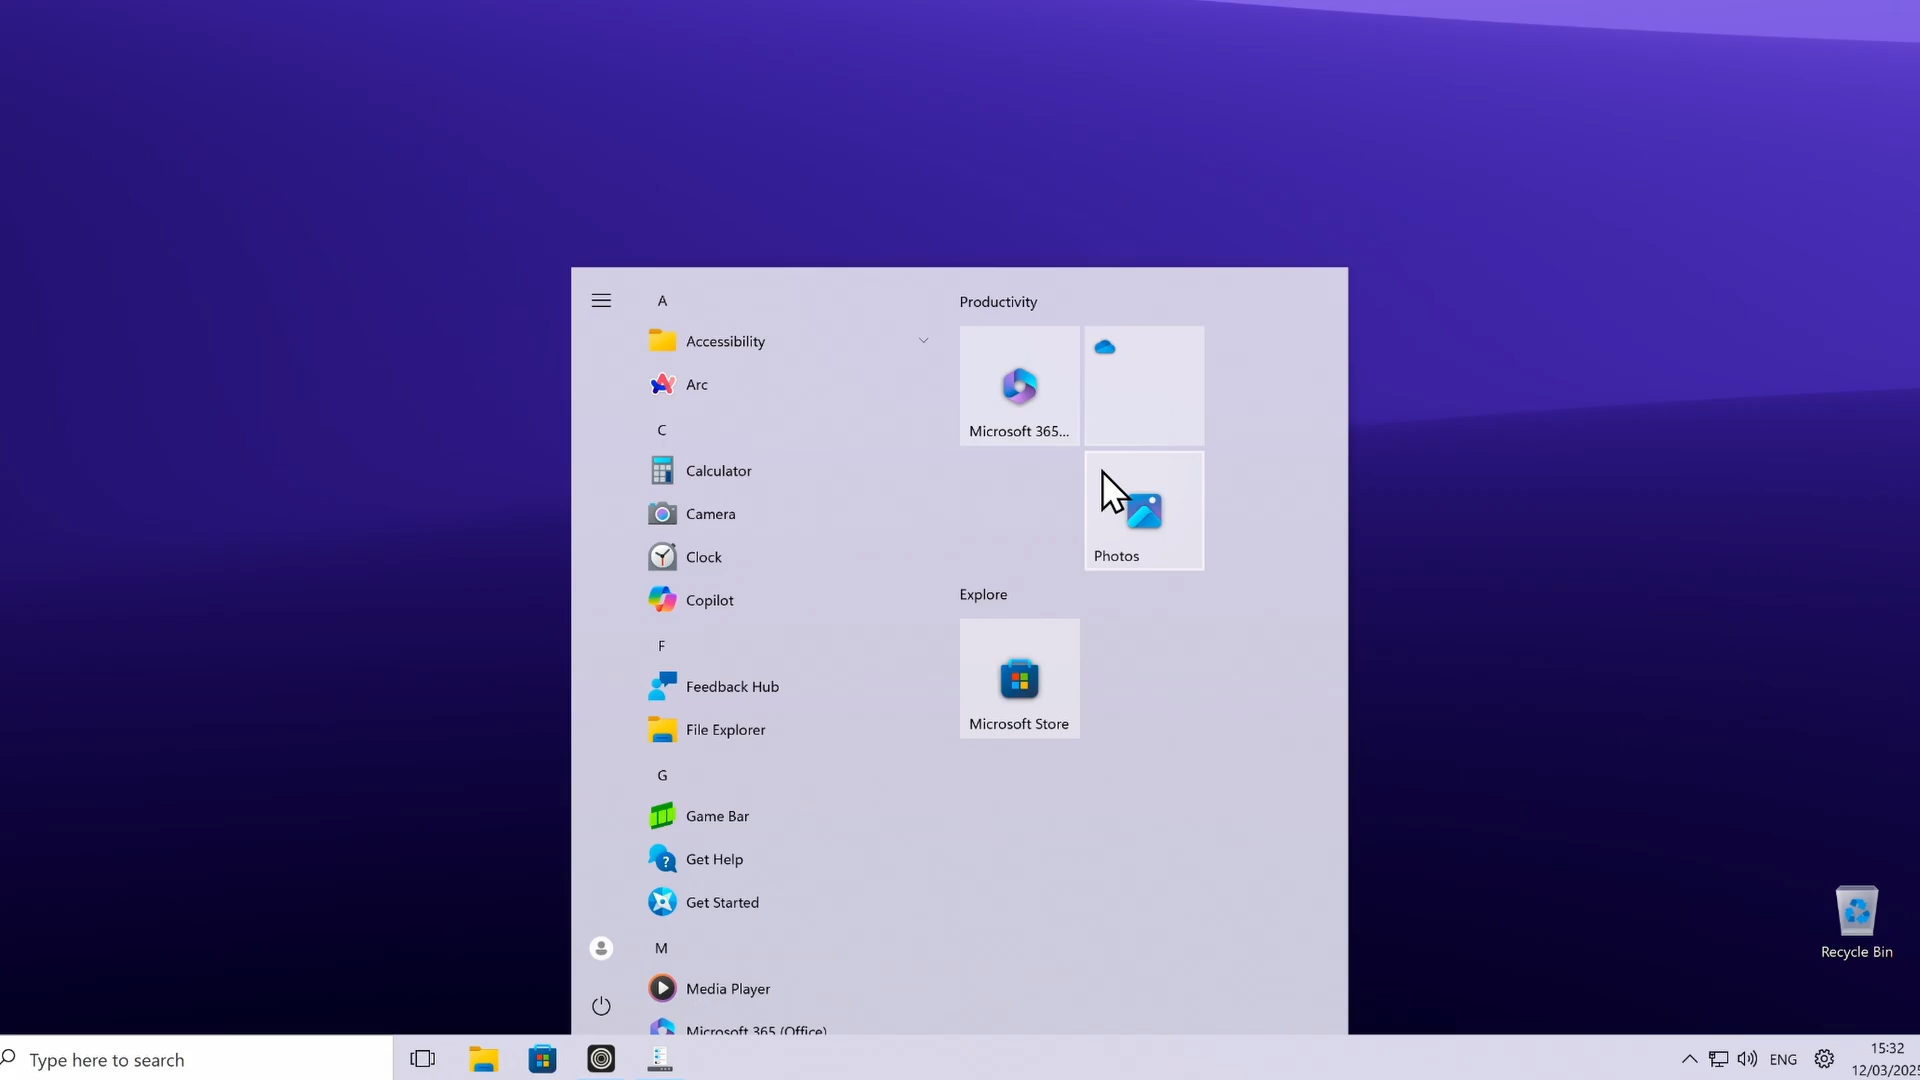 A
Accessibility
Arc
C
Calculator
Camera
Clock
Copilot
F
Feedback Hub
File Explorer
G
Game Bar
Get Help
Get Started
M
Media Player
Microsoft 365 (Office)
Productivity
Microsoft 365...
Photos
Explore
Microsoft Store
Recycle Bin
Type here to search
ENG
15:32
12/03/2025